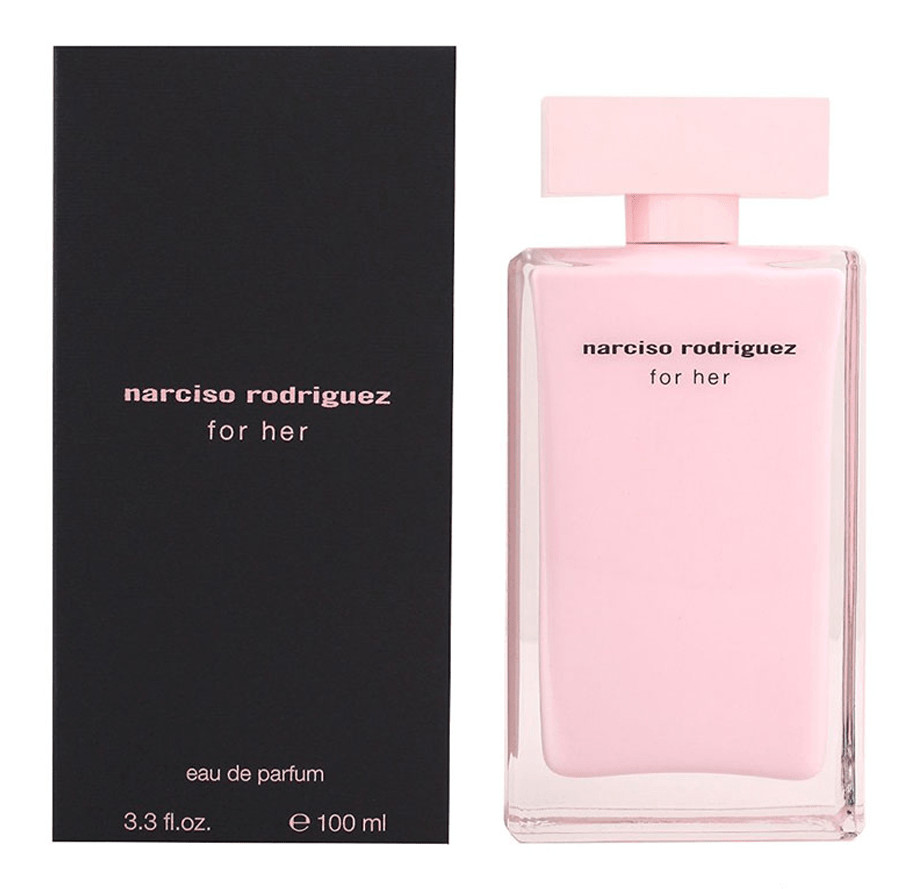 narciso rodriguez
for her
eau de parfum
3.3 fl.oz. ℮ 100 ml
narciso rodriguez
for her